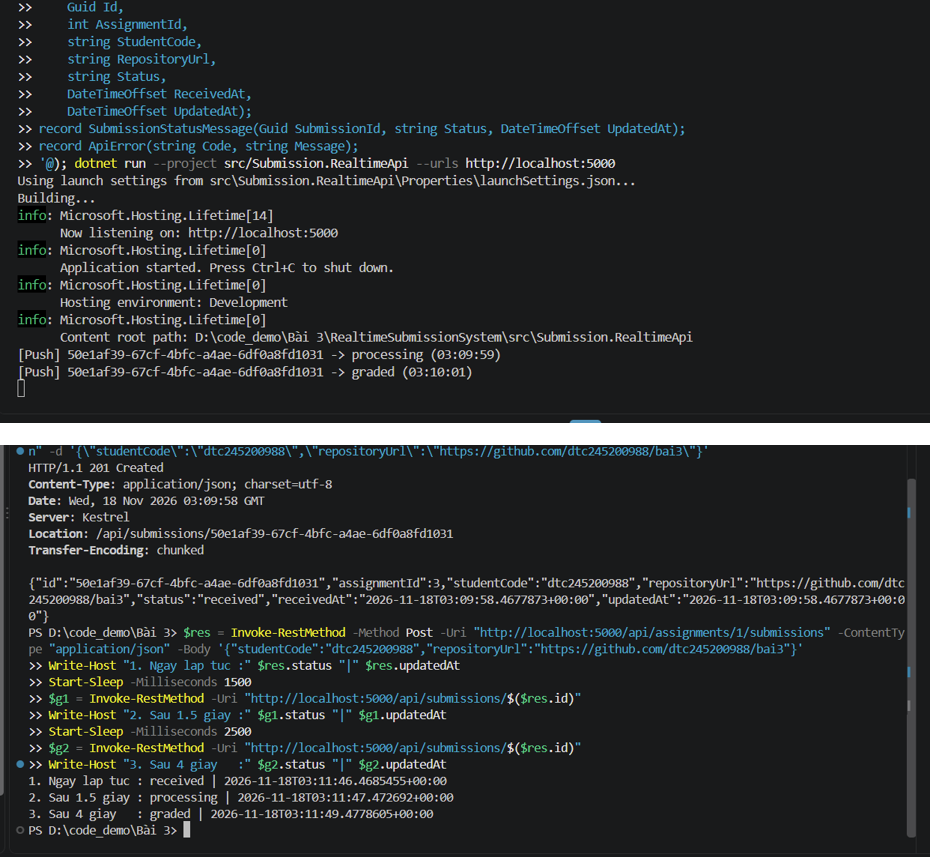 >>     Guid Id,
>>     int AssignmentId,
>>     string StudentCode,
>>     string RepositoryUrl,
>>     string Status,
>>     DateTimeOffset ReceivedAt,
>>     DateTimeOffset UpdatedAt);
>> record SubmissionStatusMessage(Guid SubmissionId, string Status, DateTimeOffset UpdatedAt);
>> record ApiError(string Code, string Message);
>> '@); dotnet run --project src/Submission.RealtimeApi --urls http://localhost:5000
Using launch settings from src\Submission.RealtimeApi\Properties\launchSettings.json...
Building...
info: Microsoft.Hosting.Lifetime[14]
      Now listening on: http://localhost:5000
info: Microsoft.Hosting.Lifetime[0]
      Application started. Press Ctrl+C to shut down.
info: Microsoft.Hosting.Lifetime[0]
      Hosting environment: Development
info: Microsoft.Hosting.Lifetime[0]
      Content root path: D:\code_demo\Bài 3\RealtimeSubmissionSystem\src\Submission.RealtimeApi
[Push] 50e1af39-67cf-4bfc-a4ae-6df0a8fd1031 -> processing (03:09:59)
[Push] 50e1af39-67cf-4bfc-a4ae-6df0a8fd1031 -> graded (03:10:01)
n" -d '{\"studentCode\":\"dtc245200988\",\"repositoryUrl\":\"https://github.com/dtc245200988/bai3\"}'
HTTP/1.1 201 Created
Content-Type: application/json; charset=utf-8
Date: Wed, 18 Nov 2026 03:09:58 GMT
Server: Kestrel
Location: /api/submissions/50e1af39-67cf-4bfc-a4ae-6df0a8fd1031
Transfer-Encoding: chunked
{"id":"50e1af39-67cf-4bfc-a4ae-6df0a8fd1031","assignmentId":3,"studentCode":"dtc245200988","repositoryUrl":"https://github.com/dtc
245200988/bai3","status":"received","receivedAt":"2026-11-18T03:09:58.4677873+00:00","updatedAt":"2026-11-18T03:09:58.4677873+00:0
0"}
PS D:\code_demo\Bài 3> $res = Invoke-RestMethod -Method Post -Uri "http://localhost:5000/api/assignments/1/submissions" -ContentTy
pe "application/json" -Body '{"studentCode":"dtc245200988","repositoryUrl":"https://github.com/dtc245200988/bai3"}'
>> Write-Host "1. Ngay lap tuc :" $res.status "|" $res.updatedAt
>> Start-Sleep -Milliseconds 1500
>> $g1 = Invoke-RestMethod -Uri "http://localhost:5000/api/submissions/$($res.id)"
>> Write-Host "2. Sau 1.5 giay :" $g1.status "|" $g1.updatedAt
>> Start-Sleep -Milliseconds 2500
>> $g2 = Invoke-RestMethod -Uri "http://localhost:5000/api/submissions/$($res.id)"
>> Write-Host "3. Sau 4 giay   :" $g2.status "|" $g2.updatedAt
1. Ngay lap tuc : received | 2026-11-18T03:11:46.4685455+00:00
2. Sau 1.5 giay : processing | 2026-11-18T03:11:47.472692+00:00
3. Sau 4 giay   : graded | 2026-11-18T03:11:49.4778605+00:00
PS D:\code_demo\Bài 3>